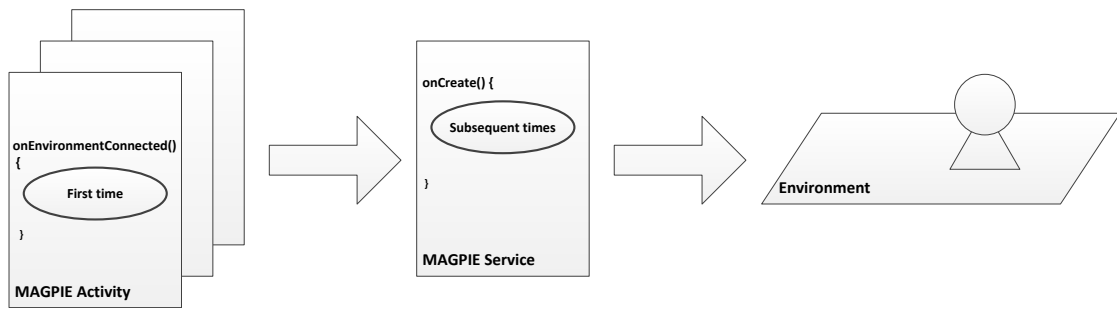 onEnvironmentConnected()
{
First time
}
MAGPIE Activity
onCreate() {
Subsequent times
}
MAGPIE Service
Environment